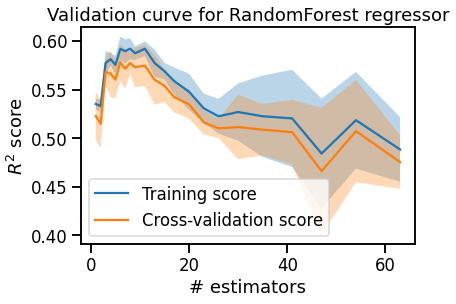 Validation curve for RandomForest regressor
0.60
0.55
0.50
0.45
0.40
R² score
Training score
Cross-validation score
0 20 40 60
# estimators